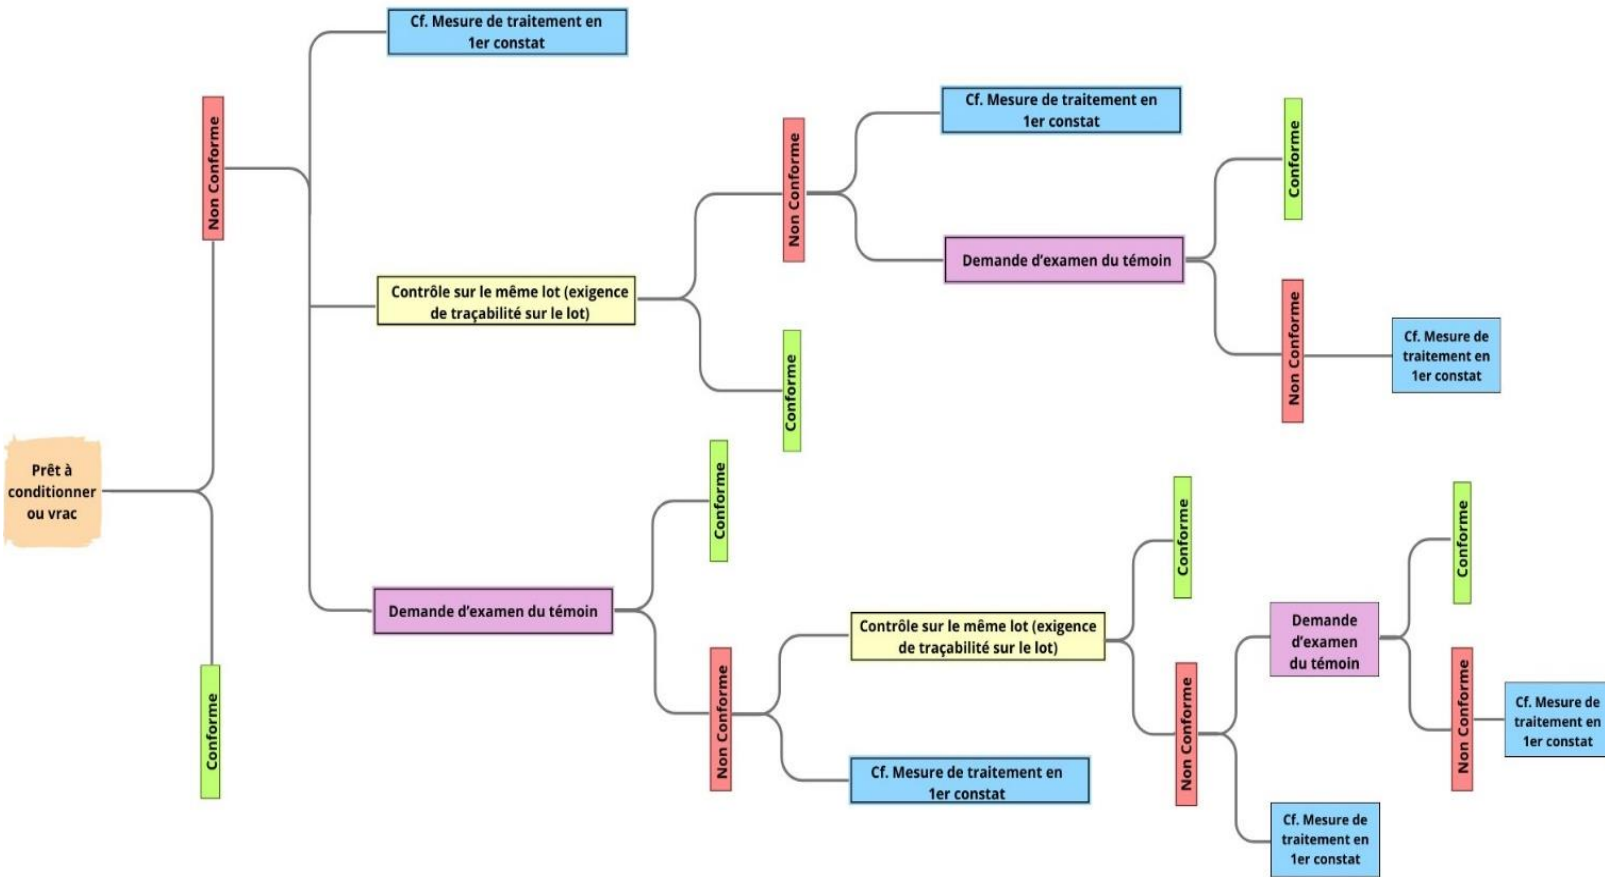 Cf. Mesure de traitement en
1er constat
Non Conforme
Cf. Mesure de traitement en
1er constat
Non Conforme
Conforme
Demande d'examen du témoin
Contrôle sur le même lot (exigence
de traçabilité sur le lot)
Non Conforme
Cf. Mesure de
traitement en
1er constat
Conforme
Prêt à
conditionner
ou vrac
Conforme
Conforme
Conforme
Demande d'examen du témoin
Contrôle sur le même lot (exigence
de traçabilité sur le lot)
Demande
d'examen
du témoin
Non Conforme
Non Conforme
Non Conforme
Conforme
Cf. Mesure de
traitement en
1er constat
Cf. Mesure de traitement en
1er constat
Cf. Mesure de
traitement en
1er constat